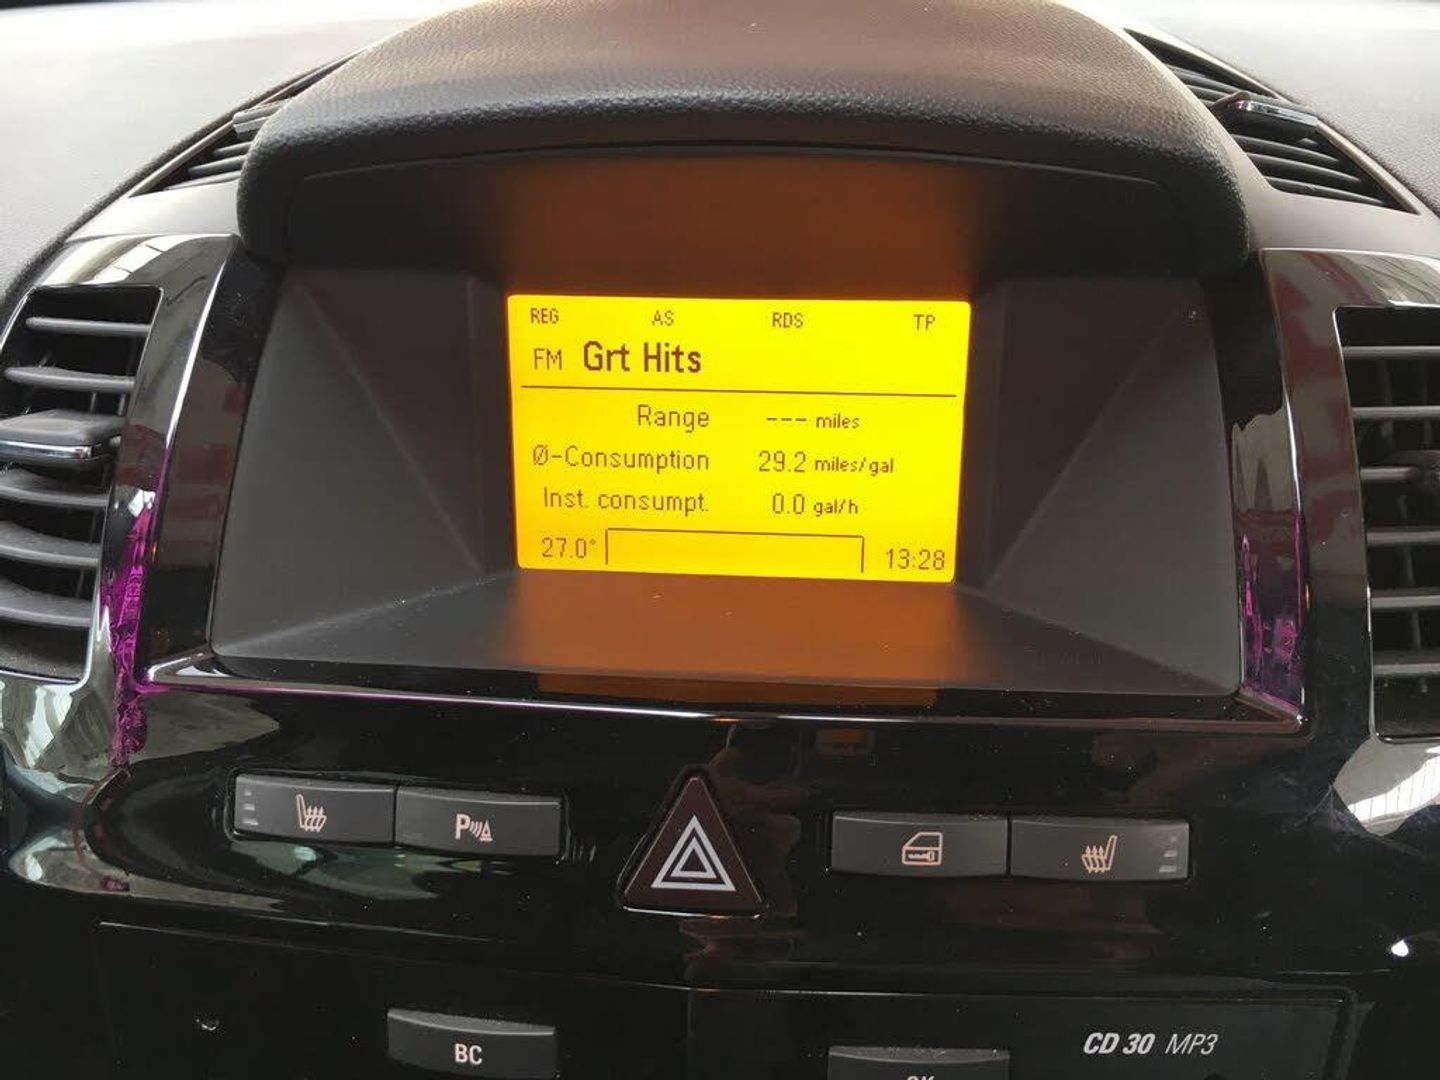 REG AS RDS TP
FM Grt Hits
Range --- miles
Ø-Consumption 29.2 miles/gal
Inst. consumpt. 0.0 gal/h
27.0° 13:28
P
BC
CD 30 MP3
OK